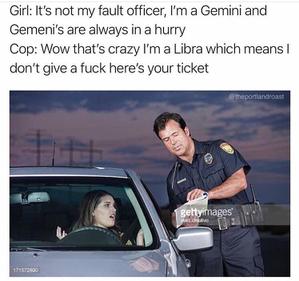 Girl: It's not my fault officer, I'm a Gemini and
Gemeni's are always in a hurry
Cop: Wow that's crazy I'm a Libra which means I
don't give a fuck here's your ticket
@theportlandroast
gettyimages®
171572890